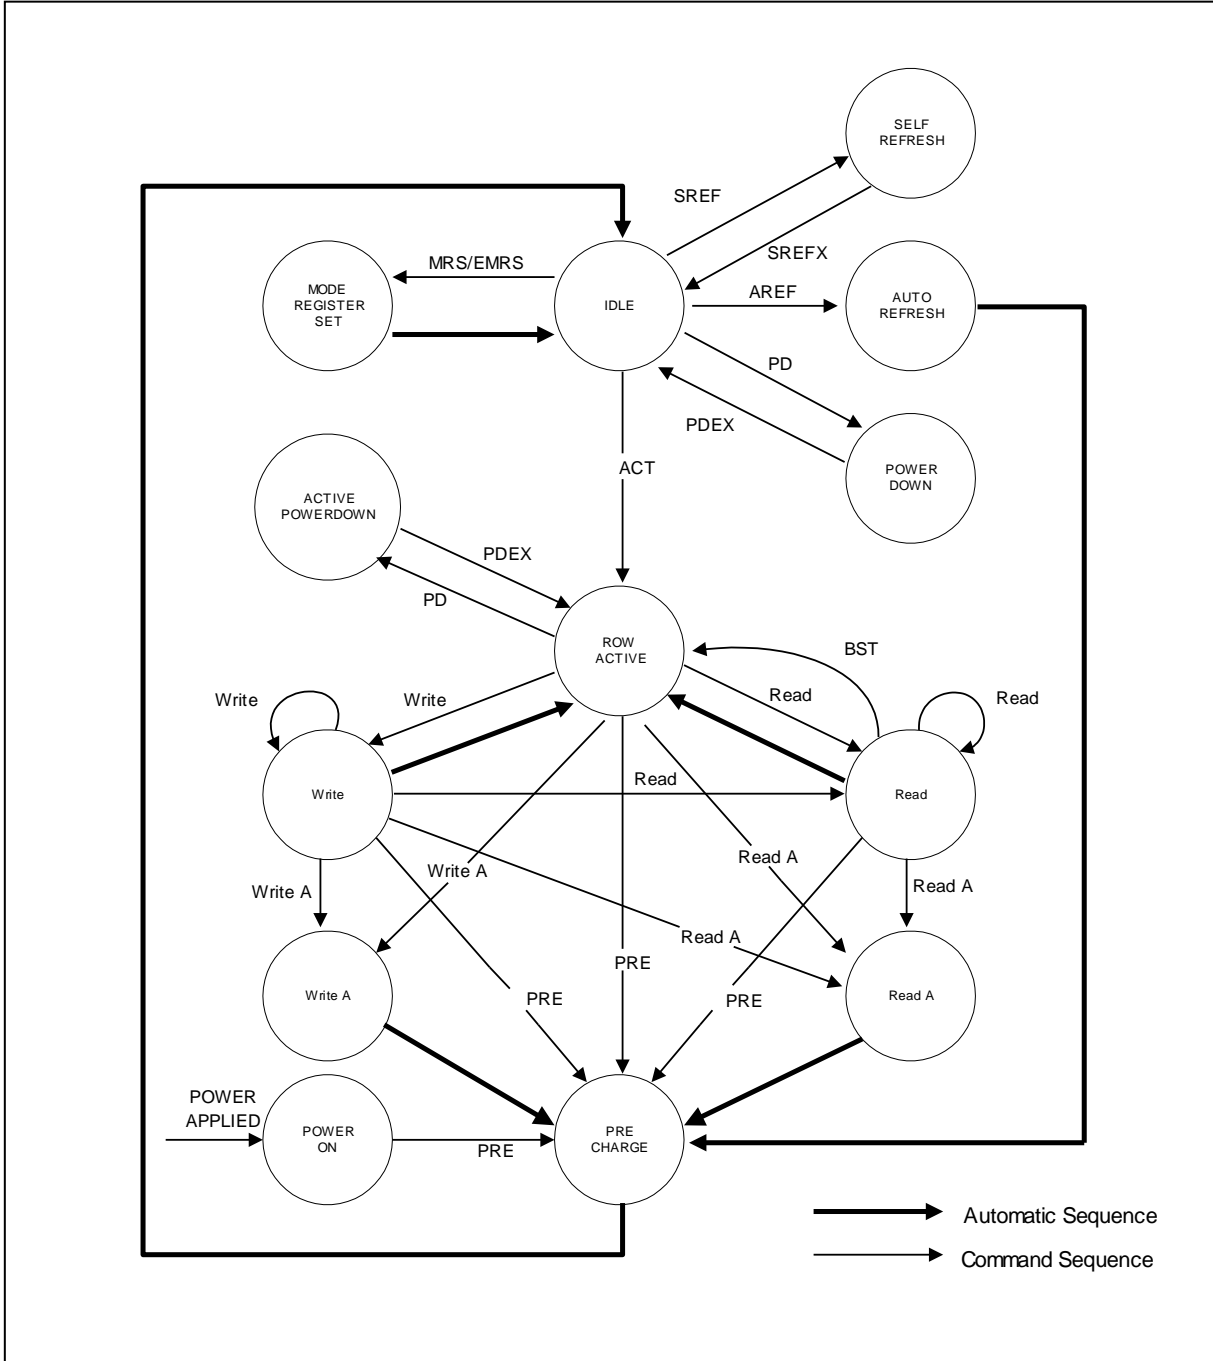 SELF
REFRESH
SREF
SREFX
MRS/EMRS
MODE
REGISTER
SET
IDLE
AREF
AUTO
REFRESH
PD
PDEX
POWER
DOWN
ACT
ACTIVE
POWERDOWN
PDEX
PD
ROW
ACTIVE
BST
Write
Write
Read
Read
Write
Read
Read
Write A
Write A
Read A
Read A
Read A
Write A
PRE
PRE
PRE
Read A
POWER
APPLIED
POWER
ON
PRE
PRE
CHARGE
Automatic Sequence
Command Sequence